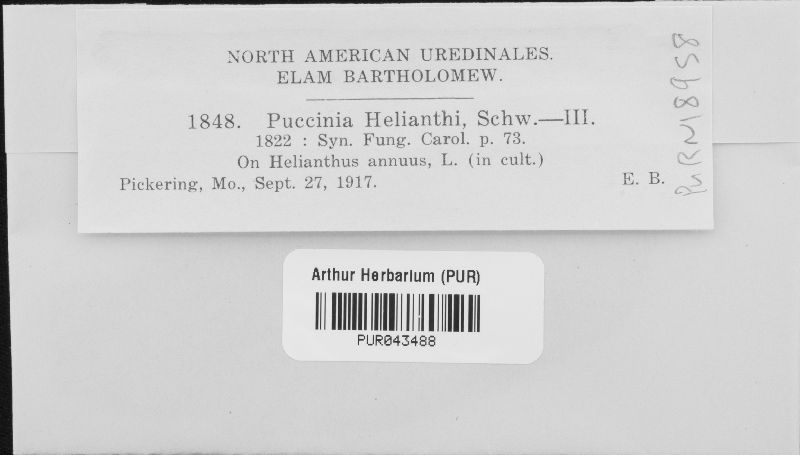 NORTH AMERICAN UREDINALES.
ELAM BARTHOLOMEW.
1848. Puccinia Helianthi, Schw.—III.
1822 : Syn. Fung. Carol. p. 73.
On Helianthus annuus, L. (in cult.)
Pickering, Mo., Sept. 27, 1917. E. B.
PURN18958
Arthur Herbarium (PUR)
PUR043488